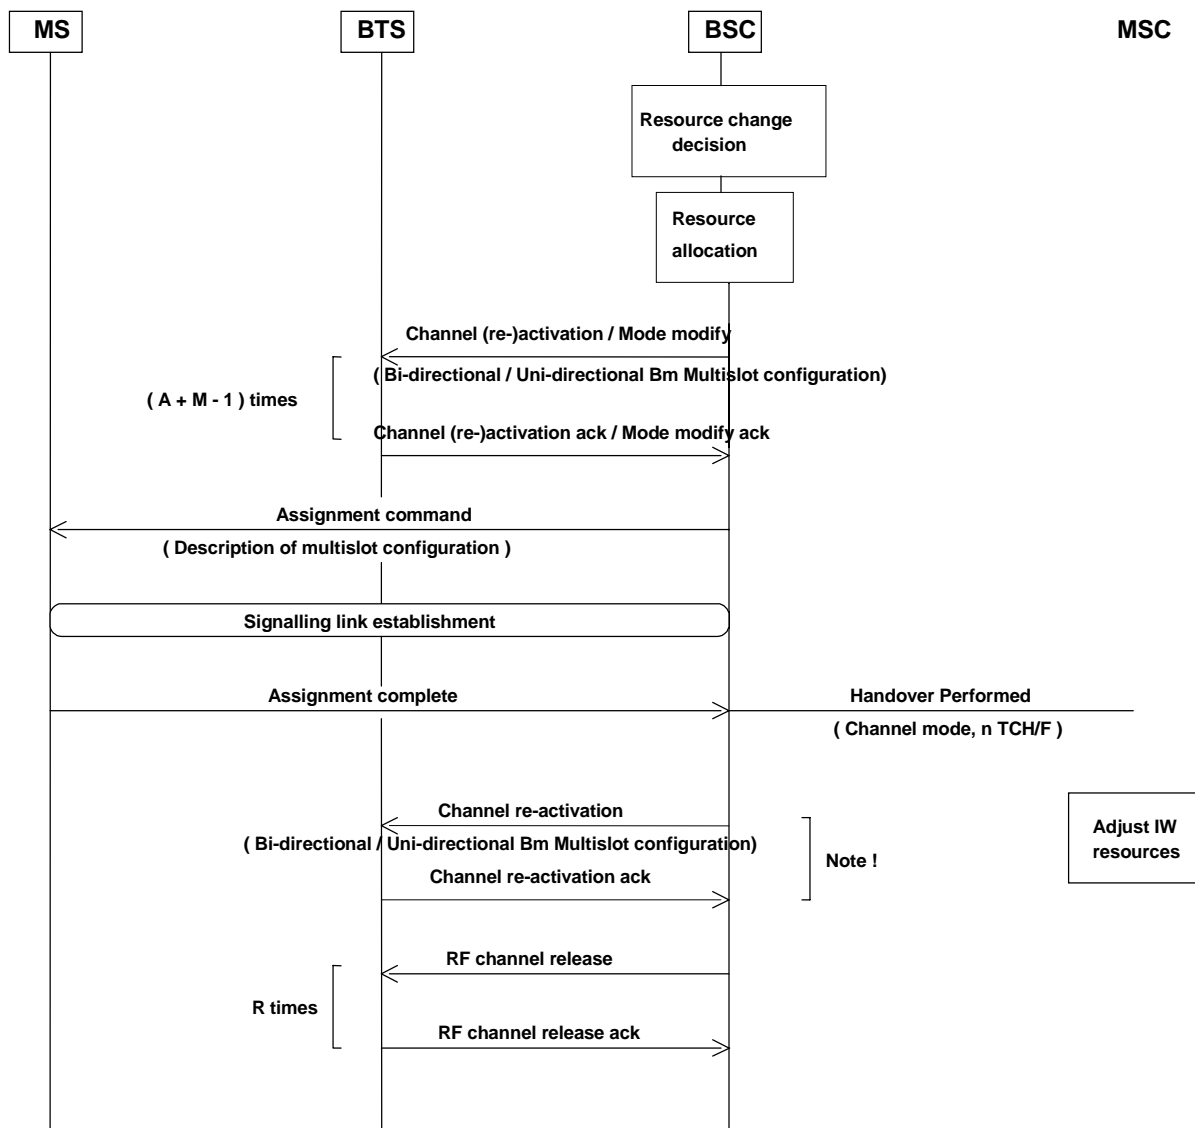 MS BTS BSC MSC
Resource change
decision
Resource
allocation
Channel (re-)activation / Mode modify
( Bi-directional / Uni-directional Bm Multislot configuration)
( A + M - 1 ) times
Channel (re-)activation ack / Mode modify ack
Assignment command
( Description of multislot configuration )
Signalling link establishment
Assignment complete
Handover Performed
( Channel mode, n TCH/F )
Channel re-activation
( Bi-directional / Uni-directional Bm Multislot configuration)
Channel re-activation ack
Note !
Adjust IW
resources
RF channel release
R times
RF channel release ack